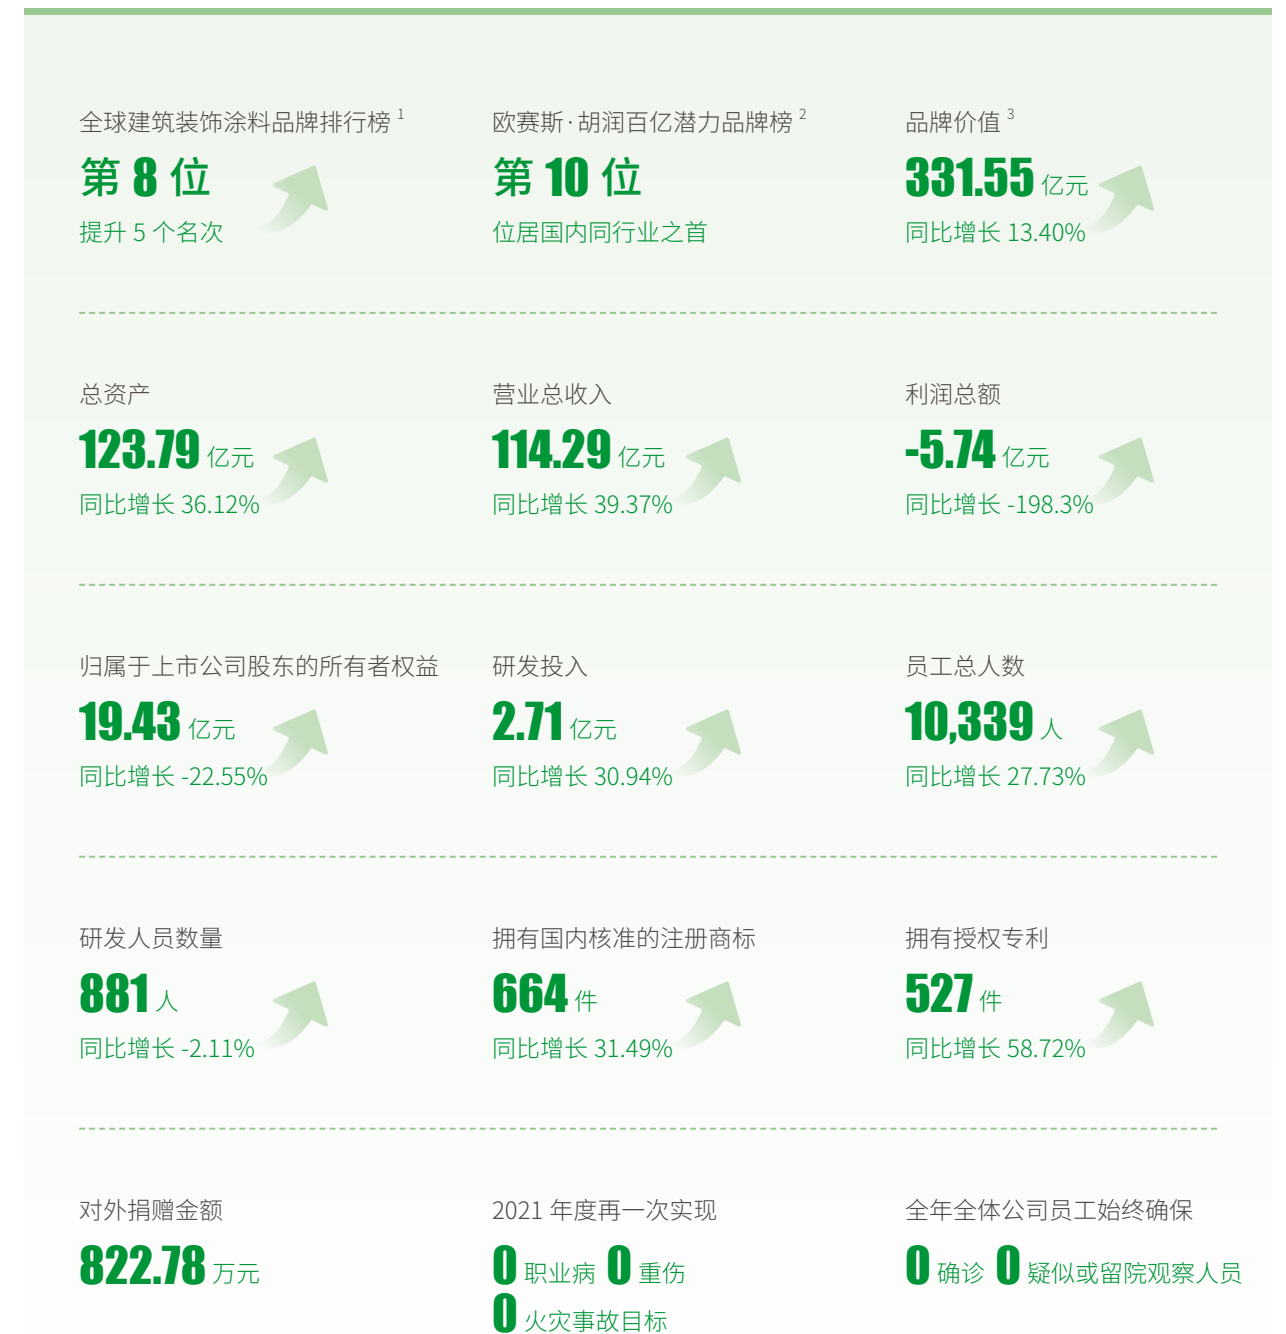 全球建筑装饰涂料品牌排行榜 1
第 8 位
提升 5 个名次
欧赛斯·胡润百亿潜力品牌榜 2
第 10 位
位居国内同行业之首
品牌价值 3
331.55 亿元
同比增长 13.40%
总资产
123.79 亿元
同比增长 36.12%
营业总收入
114.29 亿元
同比增长 39.37%
利润总额
-5.74 亿元
同比增长 -198.3%
归属于上市公司股东的所有者权益
19.43 亿元
同比增长 -22.55%
研发投入
2.71 亿元
同比增长 30.94%
员工总人数
10,339 人
同比增长 27.73%
研发人员数量
881 人
同比增长 -2.11%
拥有国内核准的注册商标
664 件
同比增长 31.49%
拥有授权专利
527 件
同比增长 58.72%
对外捐赠金额
822.78 万元
2021 年度再一次实现
0 职业病 0 重伤
0 火灾事故目标
全年全体公司员工始终确保
0 确诊 0 疑似或留院观察人员